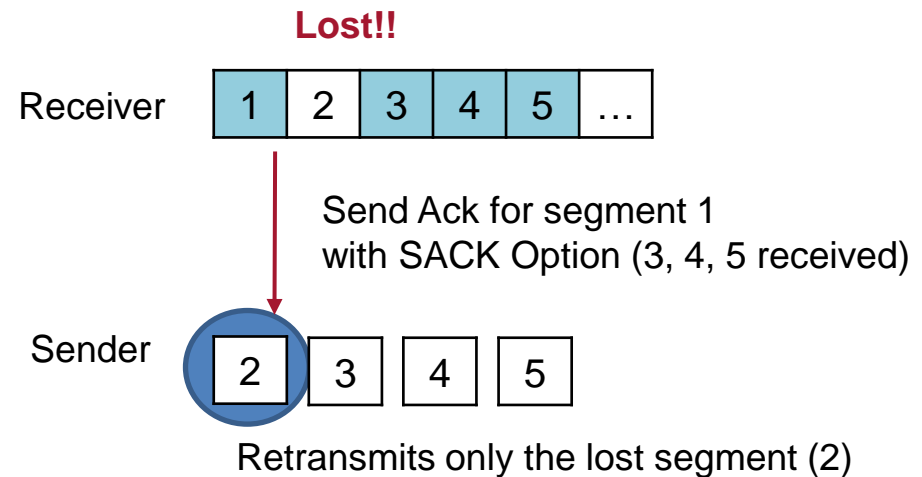 Lost!!
Receiver 1 2 3 4 5 ...
Send Ack for segment 1
with SACK Option (3, 4, 5 received)
Sender 2 3 4 5
Retransmits only the lost segment (2)